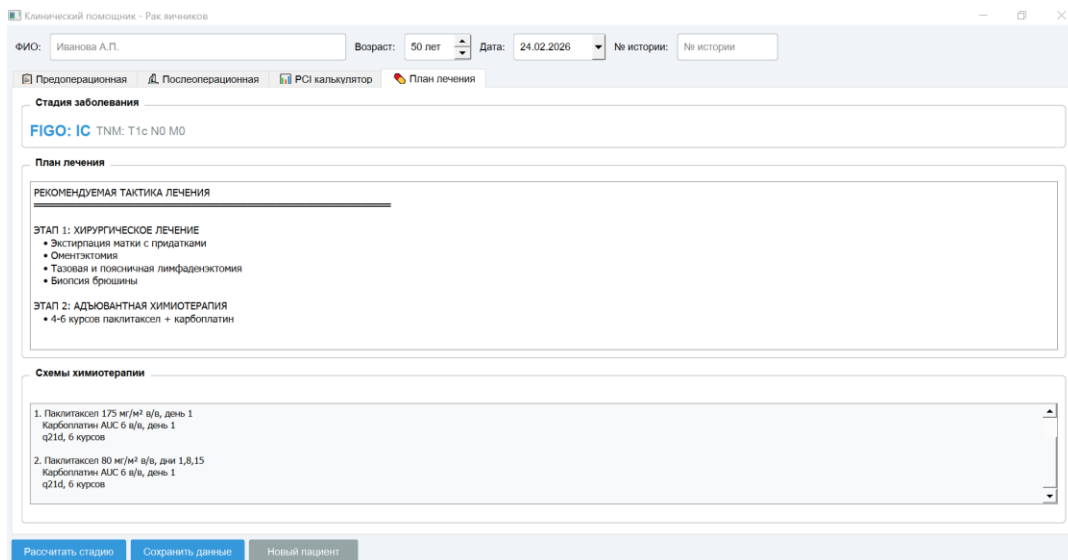 Клинический помощник - Рак яичников
ФИО: Иванова А.П. Возраст: 50 лет Дата: 24.02.2026 № истории: № истории
Предоперационная Послеоперационная PCI калькулятор План лечения
Стадия заболевания
FIGO: IC TNM: T1c N0 M0
План лечения
РЕКОМЕНДУЕМАЯ ТАКТИКА ЛЕЧЕНИЯ
ЭТАП 1: ХИРУРГИЧЕСКОЕ ЛЕЧЕНИЕ
• Экстирпация матки с придатками
• Оментэктомия
• Тазовая и поясничная лимфаденэктомия
• Биопсия брюшины
ЭТАП 2: АДЪЮВАНТНАЯ ХИМИОТЕРАПИЯ
• 4-6 курсов паклитаксел + карбоплатин
Схемы химиотерапии
1. Паклитаксел 175 мг/м² в/в, день 1
Карбоплатин AUC 6 в/в, день 1
q21d, 6 курсов
2. Паклитаксел 80 мг/м² в/в, дни 1,8,15
Карбоплатин AUC 6 в/в, день 1
q21d, 6 курсов
Рассчитать стадию Сохранить данные Новый пациент